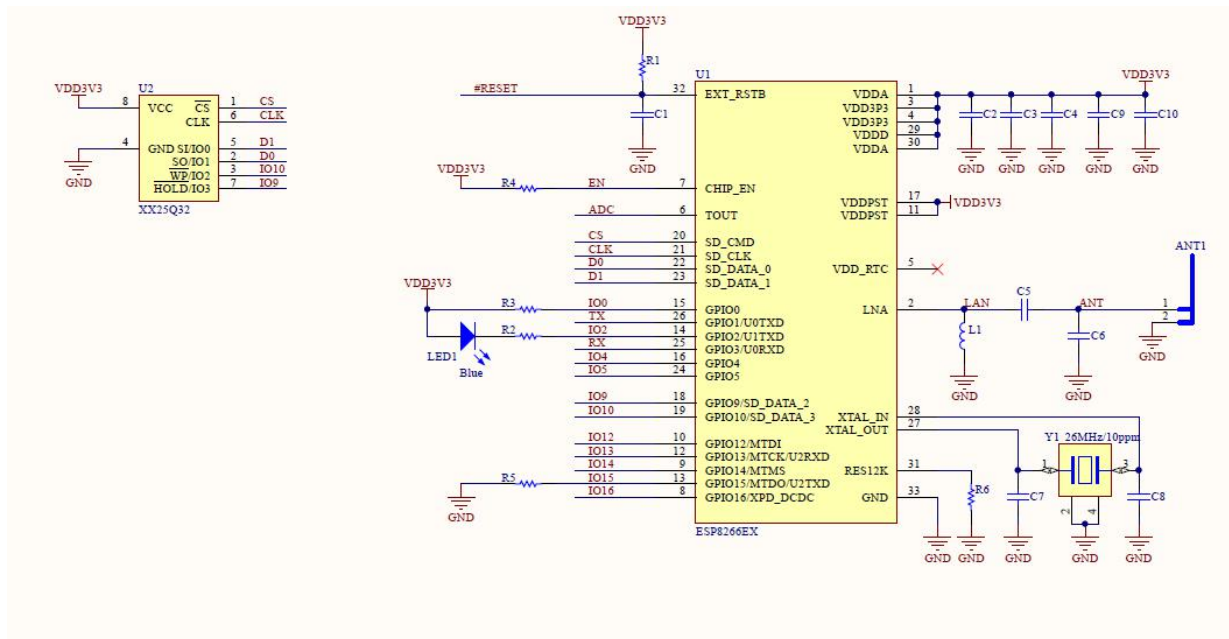 VDD3V3
R1
#RESET
C1
U2
VDD3V3
8 VCC CS 1 CS
CLK 6 CLK
4 GND SI/IO0 5 D1
SO/IO1 2 D0
WP/IO2 3 IO10
HOLD/IO3 7 IO9
GND
XX25Q32
GND
U1
32 EXT_RSTB
VDD3V3 R4 EN 7 CHIP_EN
ADC 6 TOUT
CS 20 SD_CMD
CLK 21 SD_CLK
D0 22 SD_DATA_0
D1 23 SD_DATA_1
VDD3V3
R3 IO0 15 GPIO0
TX 26 GPIO1/U0TXD
R2 IO2 14 GPIO2/U1TXD
RX 25 GPIO3/U0RXD
LED1
Blue
IO4 16 GPIO4
IO5 24 GPIO5
IO9 18 GPIO9/SD_DATA_2
IO10 19 GPIO10/SD_DATA_3
IO12 10 GPIO12/MTDI
IO13 12 GPIO13/MTCK/U2RXD
IO14 9 GPIO14/MTMS
R5 IO15 13 GPIO15/MTDO/U2TXD
IO16 8 GPIO16/XPD_DCDC
GND
ESP8266EX
VDDA 1
VDD3P3 3
VDD3P3 4
VDDD 29
VDDA 30
VDD3V3
C2 C3 C4 C9 C10
GND GND GND GND GND
VDDPST 17
VDDPST 11
VDD3V3
VDD_RTC 5
LNA 2 LAN C5 ANT 1
2
ANT1
L1
C6
GND
GND
GND
XTAL_IN 28
XTAL_OUT 27
Y1 26MHz/10ppm
1 3
2 4
RES12K 31
R6
C7
C8
GND 33
GND GND GND GND GND